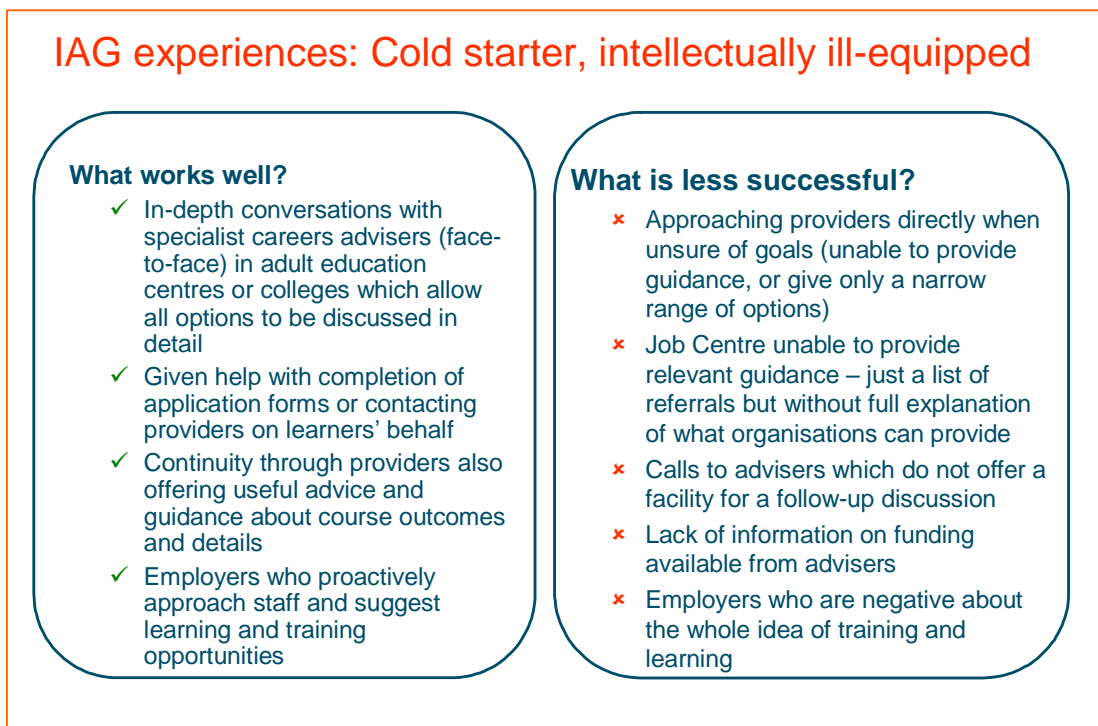 IAG experiences: Cold starter, intellectually ill-equipped
What works well?
✓ In-depth conversations with
specialist careers advisers (face-
to-face) in adult education
centres or colleges which allow
all options to be discussed in
detail
✓ Given help with completion of
application forms or contacting
providers on learners’ behalf
✓ Continuity through providers also
offering useful advice and
guidance about course outcomes
and details
✓ Employers who proactively
approach staff and suggest
learning and training
opportunities
What is less successful?
× Approaching providers directly when
unsure of goals (unable to provide
guidance, or give only a narrow
range of options)
× Job Centre unable to provide
relevant guidance – just a list of
referrals but without full explanation
of what organisations can provide
× Calls to advisers which do not offer a
facility for a follow-up discussion
× Lack of information on funding
available from advisers
× Employers who are negative about
the whole idea of training and
learning